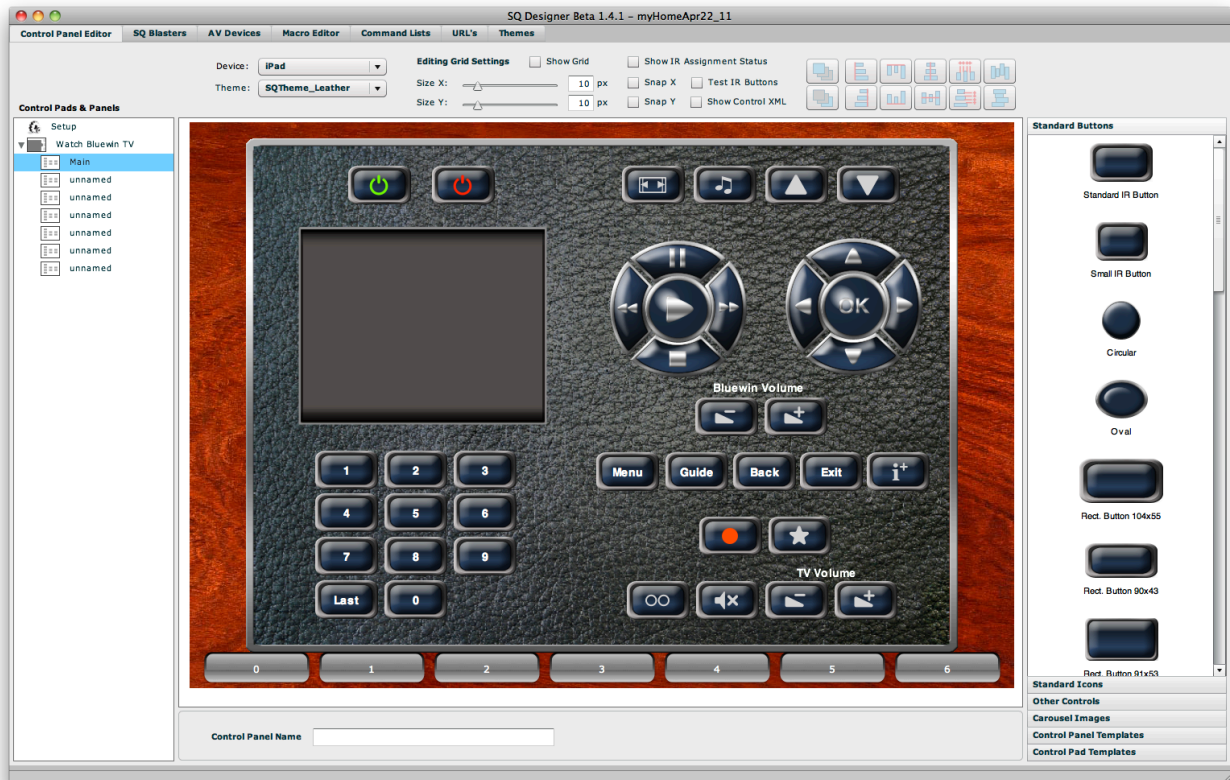 SQ Designer Beta 1.4.1 – myHomeApr22_11
Control Panel Editor SQ Blasters AV Devices Macro Editor Command Lists URL's Themes
Device: iPad
Theme: SQTheme_Leather
Editing Grid Settings Show Grid
Size X: 10 px
Size Y: 10 px
Show IR Assignment Status
Snap X Test IR Buttons
Snap Y Show Control XML
Control Pads & Panels
Setup
Watch Bluewin TV
Main
unnamed
unnamed
unnamed
unnamed
unnamed
unnamed
OK
Bluewin Volume
1 2 3
4 5 6
7 8 9
Last 0
Menu Guide Back Exit i+
TV Volume
0 1 2 3 4 5 6
Control Panel Name
Standard Buttons
Standard IR Button
Small IR Button
Circular
Oval
Rect. Button 104x55
Rect. Button 90x43
Rect. Button 91x53
Standard Icons
Other Controls
Carousel Images
Control Panel Templates
Control Pad Templates